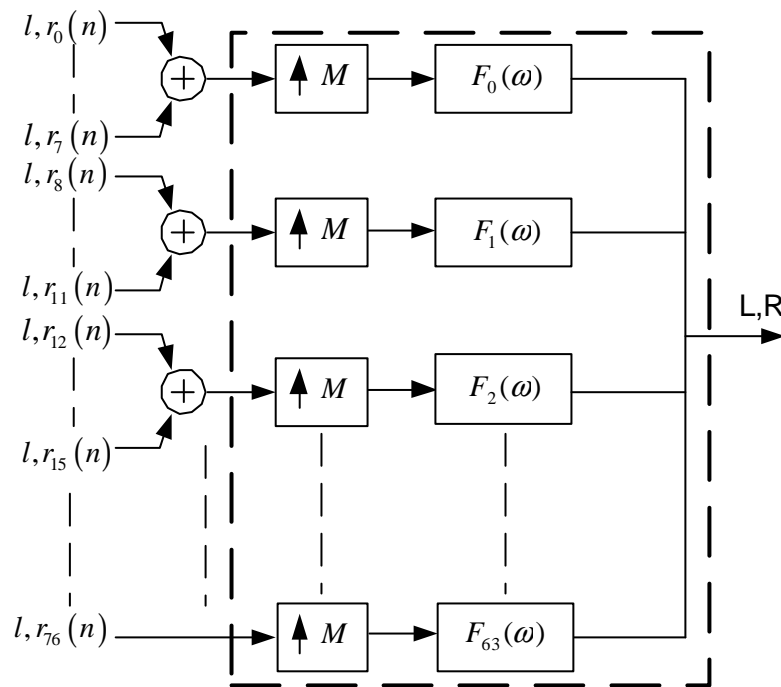 l,r₀(n)
+
↑ M
F₀(ω)
l,r₇(n)
l,r₈(n)
+
↑ M
F₁(ω)
l,r₁₁(n)
L,R
l,r₁₂(n)
+
↑ M
F₂(ω)
l,r₁₅(n)
l,r₇₆(n)
↑ M
F₆₃(ω)